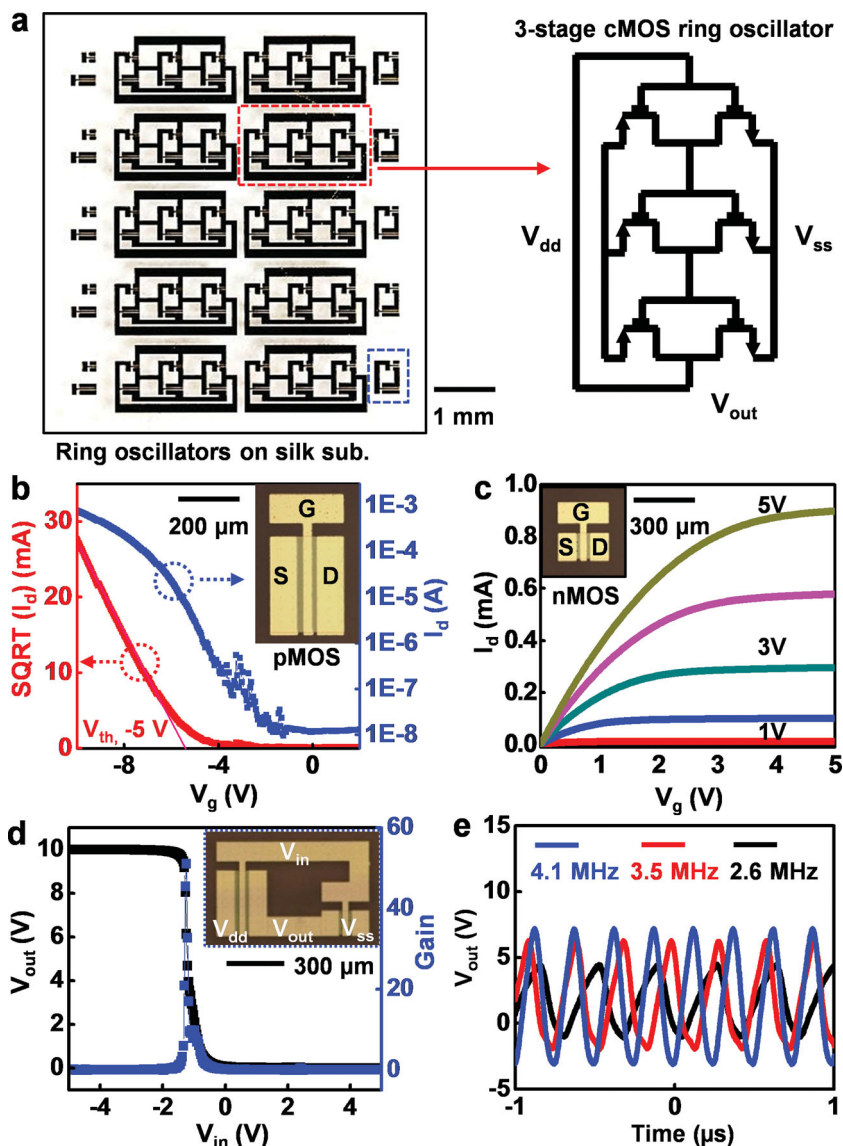 a
3-stage cMOS ring oscillator
V_dd
V_ss
V_out
1 mm
Ring oscillators on silk sub.
b
SQRT (I_d) (mA)
30
20
10
0
200 µm
G
S
D
pMOS
V_th, -5 V
1E-3
1E-4
1E-5
1E-6
1E-7
1E-8
I_d (A)
-8
-4
0
V_g (V)
c
I_d (mA)
1.0
0.8
0.6
0.4
0.2
0.0
G
S
D
300 µm
nMOS
5V
3V
1V
0
1
2
3
4
5
V_g (V)
d
V_out (V)
10
8
6
4
2
0
V_in
V_dd
V_out
V_ss
300 µm
60
40
20
0
Gain
-4
-2
0
2
4
V_in (V)
e
V_out (V)
15
10
5
0
-5
4.1 MHz
3.5 MHz
2.6 MHz
-1
0
1
Time (µs)